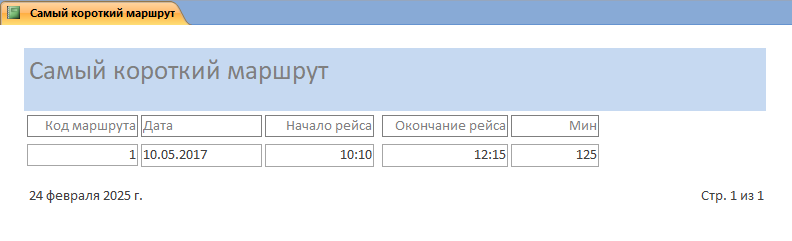 Самый короткий маршрут
Самый короткий маршрут
Код маршрута Дата Начало рейса Окончание рейса Мин
1 10.05.2017 10:10 12:15 125
24 февраля 2025 г. Стр. 1 из 1